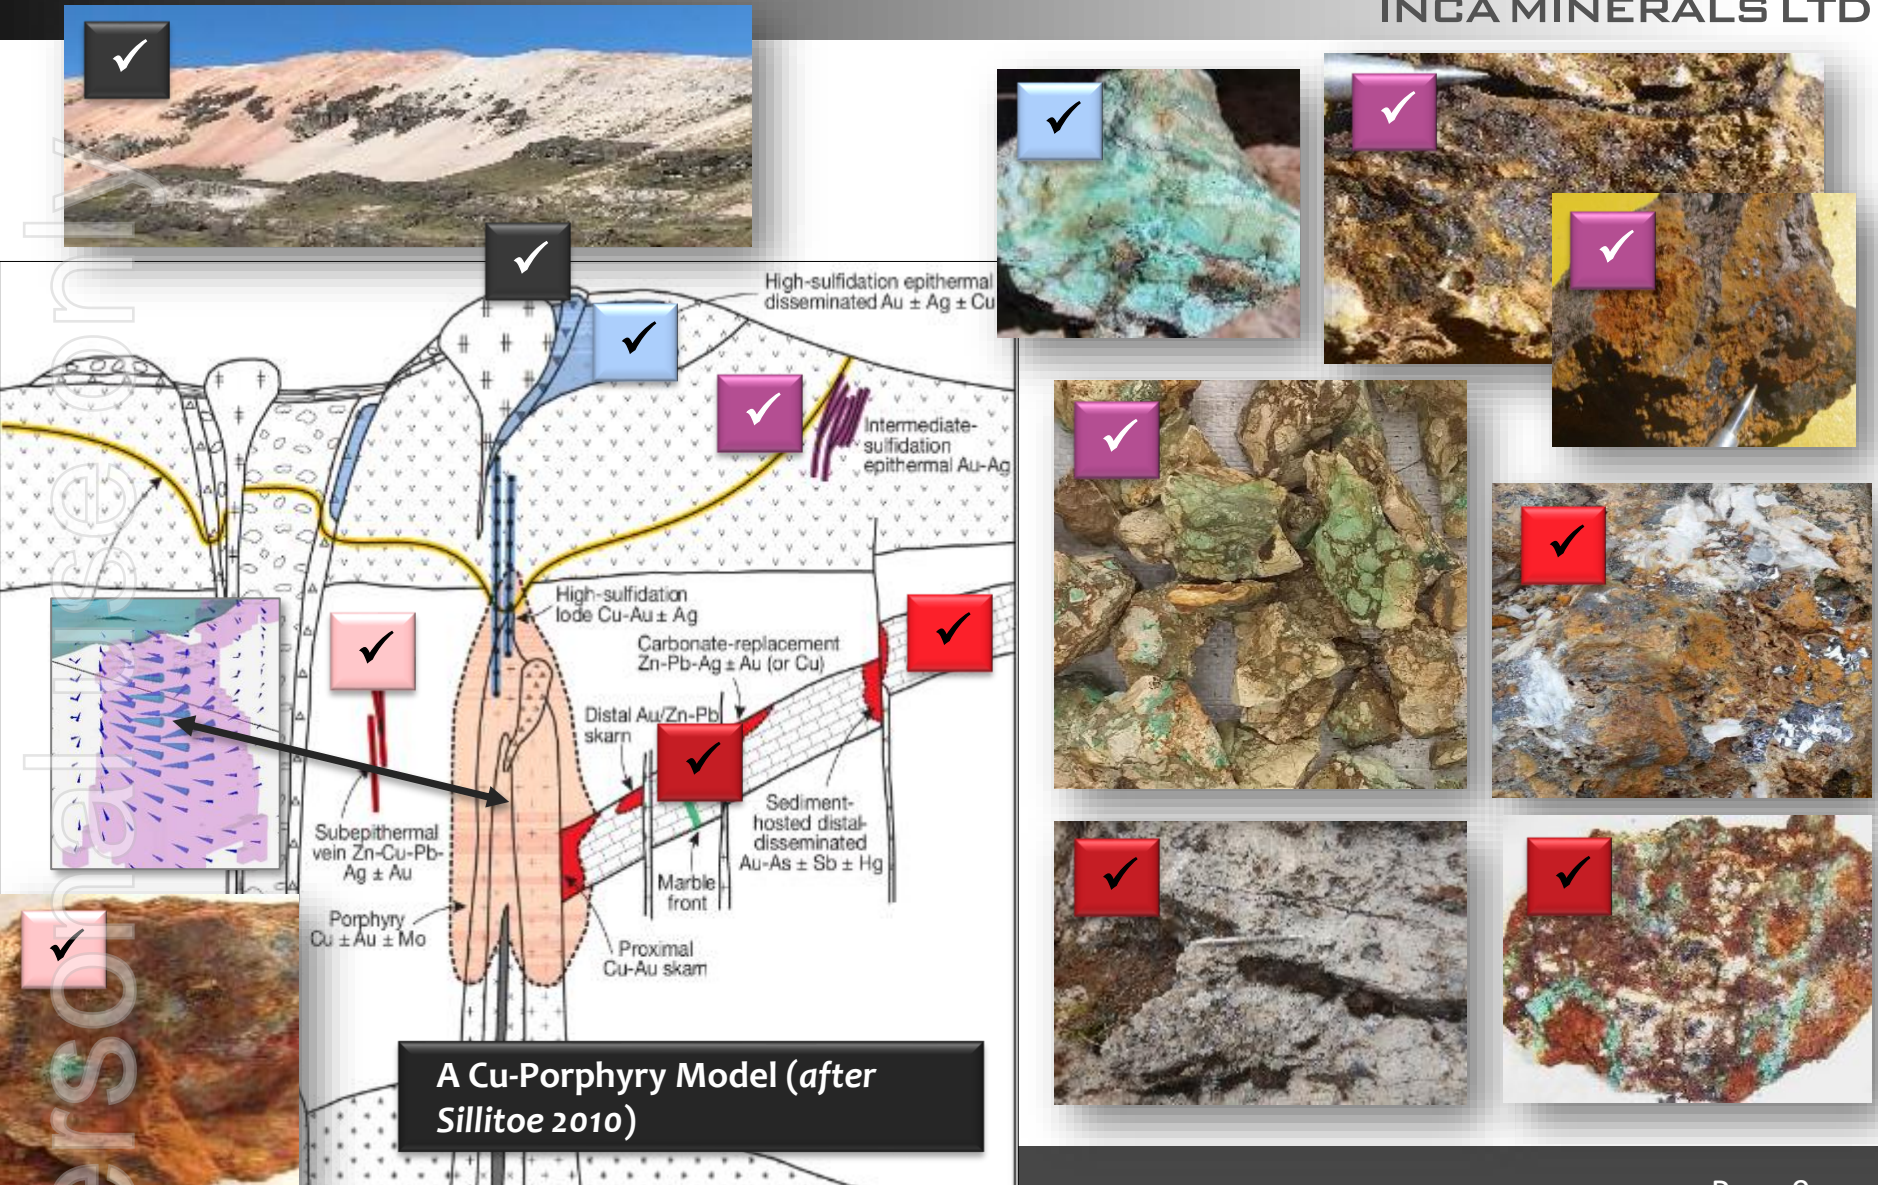 INCA MINERALS LTD
High-sulfidation epithermal
disseminated Au ± Ag ± Cu
Intermediate-
sulfidation
epithermal Au-Ag
High-sulfidation
lode Cu-Au ± Ag
Carbonate-replacement
Zn-Pb-Ag ± Au (or Cu)
Distal Au/Zn-Pb
skarn
Sediment-
hosted distal-
disseminated
Au-As ± Sb ± Hg
Subepithermal
vein Zn-Cu-Pb-
Ag ± Au
Marble
front
Porphyry
Cu ± Au ± Mo
Proximal
Cu-Au skarn
A Cu-Porphyry Model (after
Sillitoe 2010)
ersonal use only